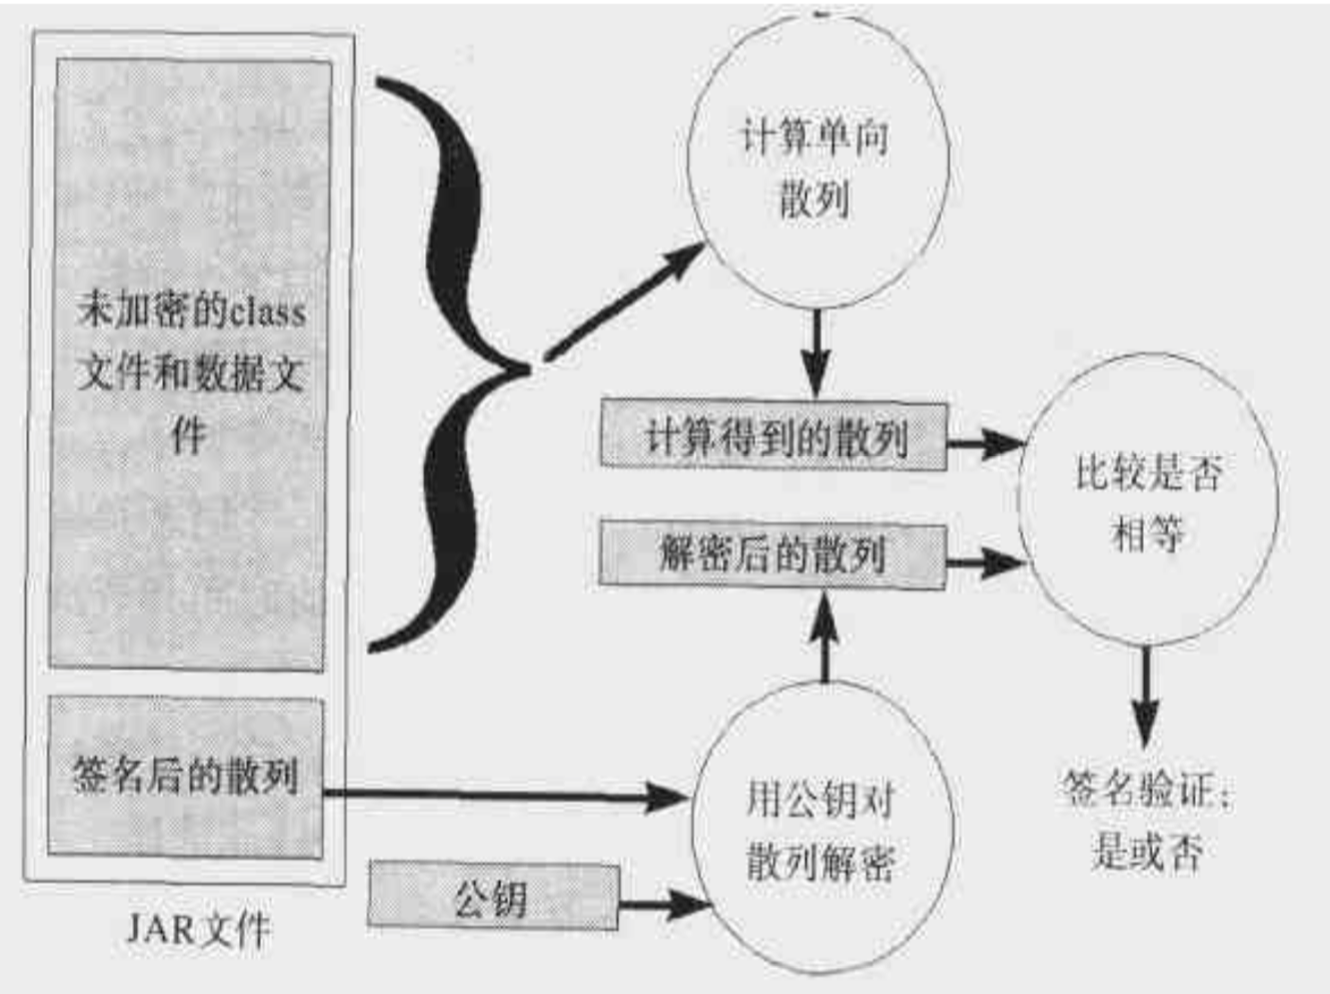 未加密的class
文件和数据文
件
签名后的散列
JAR文件
公钥
计算单向
散列
计算得到的散列
解密后的散列
用公钥对
散列解密
比较是否
相等
签名验证:
是或否